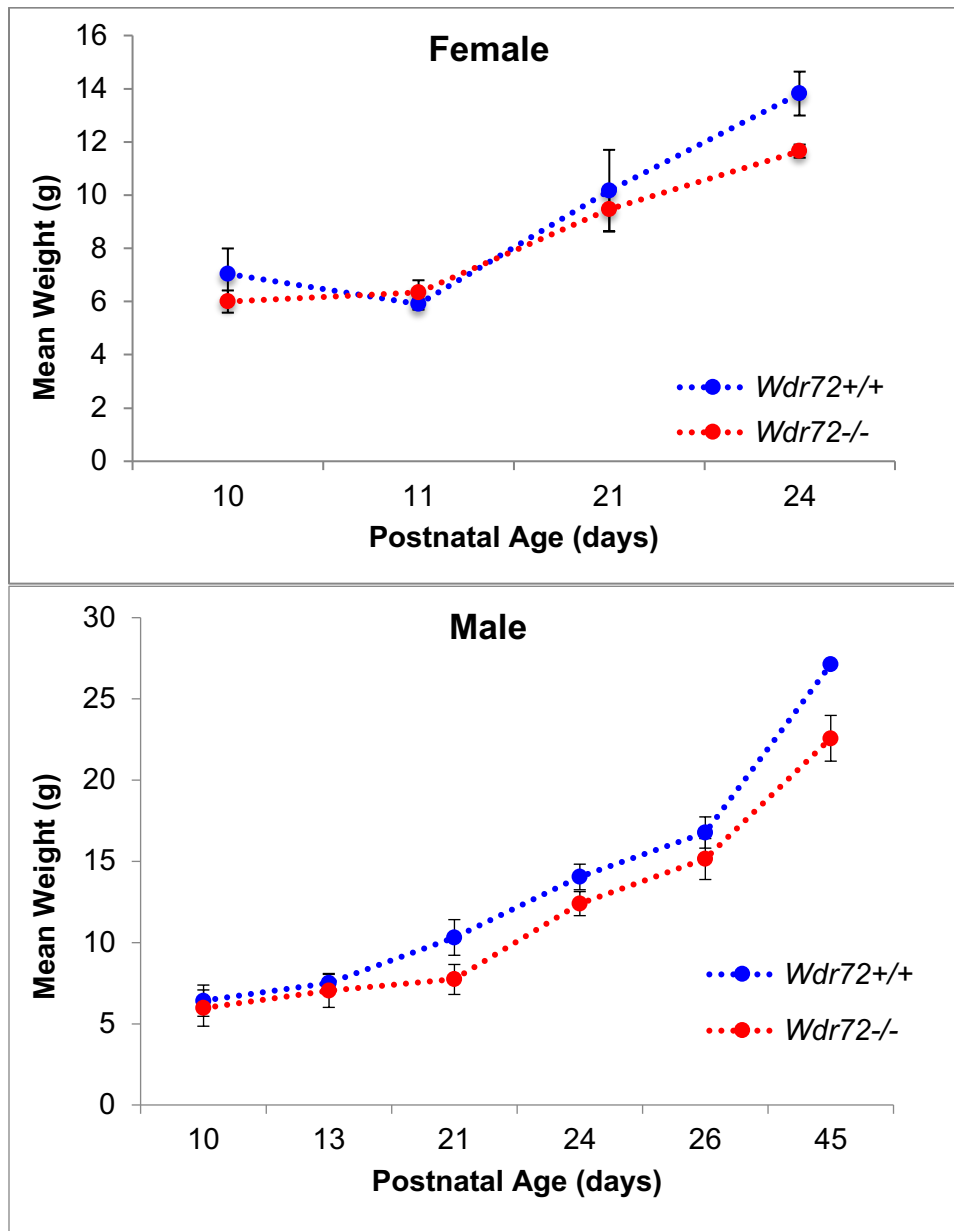 Female
Mean Weight (g)
16
14
12
10
8
6
4
2
0
Wdr72+/+
Wdr72-/-
10 11 21 24
Postnatal Age (days)
Male
Mean Weight (g)
30
25
20
15
10
5
0
Wdr72+/+
Wdr72-/-
10 13 21 24 26 45
Postnatal Age (days)